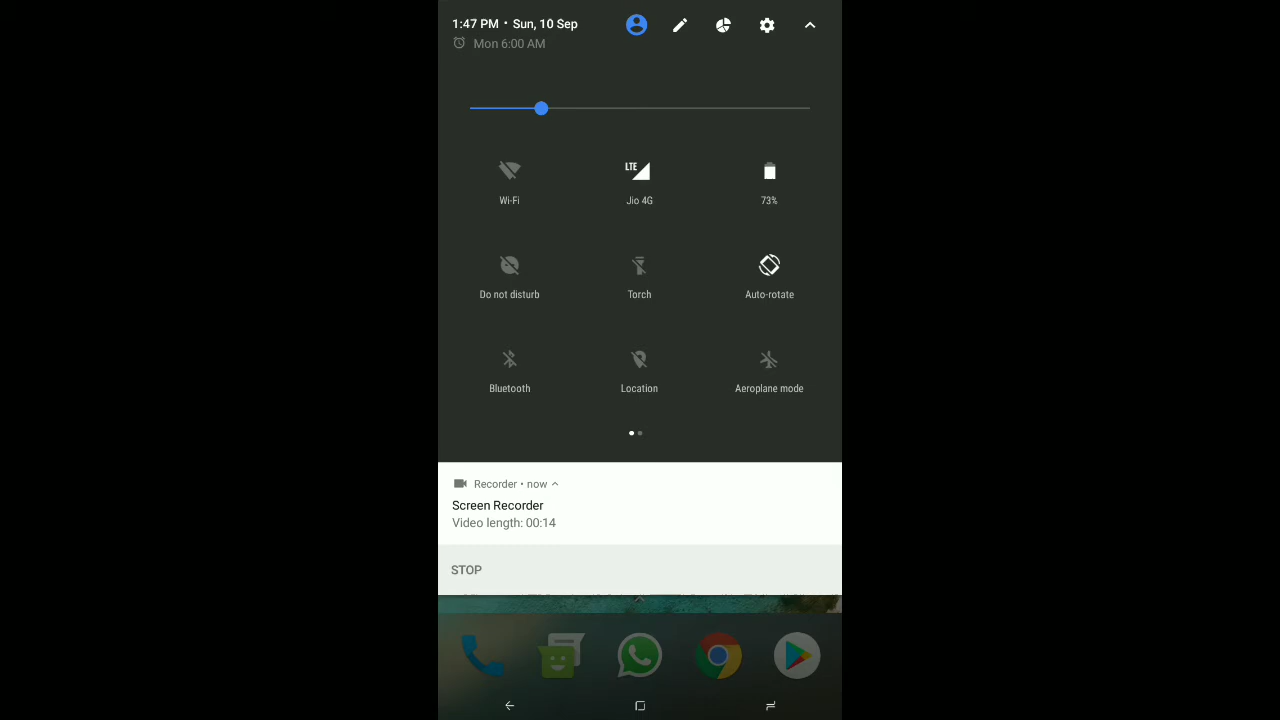 1:47 PM • Sun, 10 Sep
Mon 6:00 AM
LTE
Wi-Fi
Jio 4G
73%
Do not disturb
Torch
Auto-rotate
Bluetooth
Location
Aeroplane mode
Recorder • now
Screen Recorder
Video length: 00:14
STOP